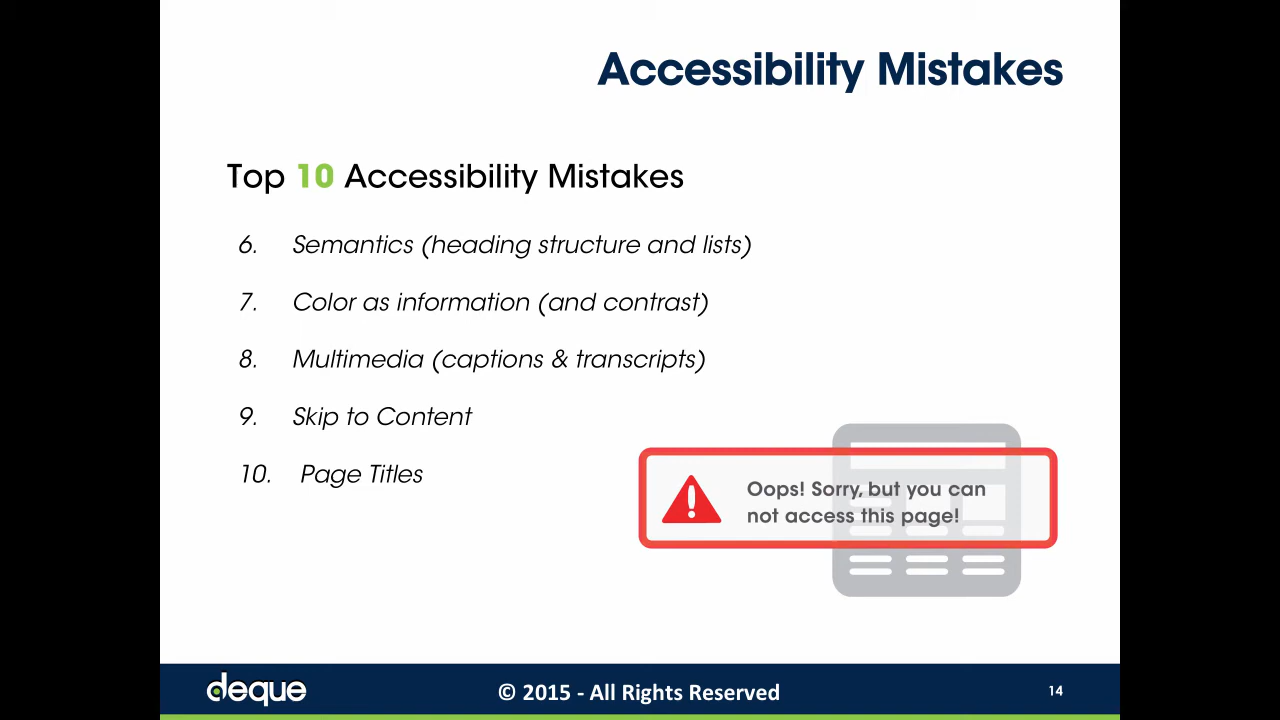 Accessibility Mistakes
Top 10 Accessibility Mistakes
6. Semantics (heading structure and lists)
7. Color as information (and contrast)
8. Multimedia (captions & transcripts)
9. Skip to Content
10. Page Titles
Oops! Sorry, but you can
not access this page!
deque
© 2015 - All Rights Reserved
14